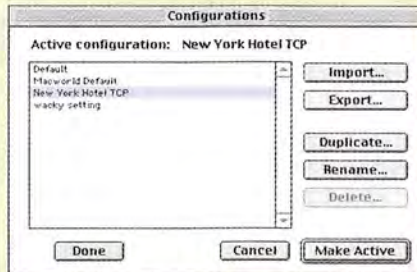 Configurations
Active configuration: New York Hotel TCP
Default
Macworld Default
New York Hotel TCP
wacky setting
Import...
Export...
Duplicate...
Rename...
Delete...
Done
Cancel
Make Active